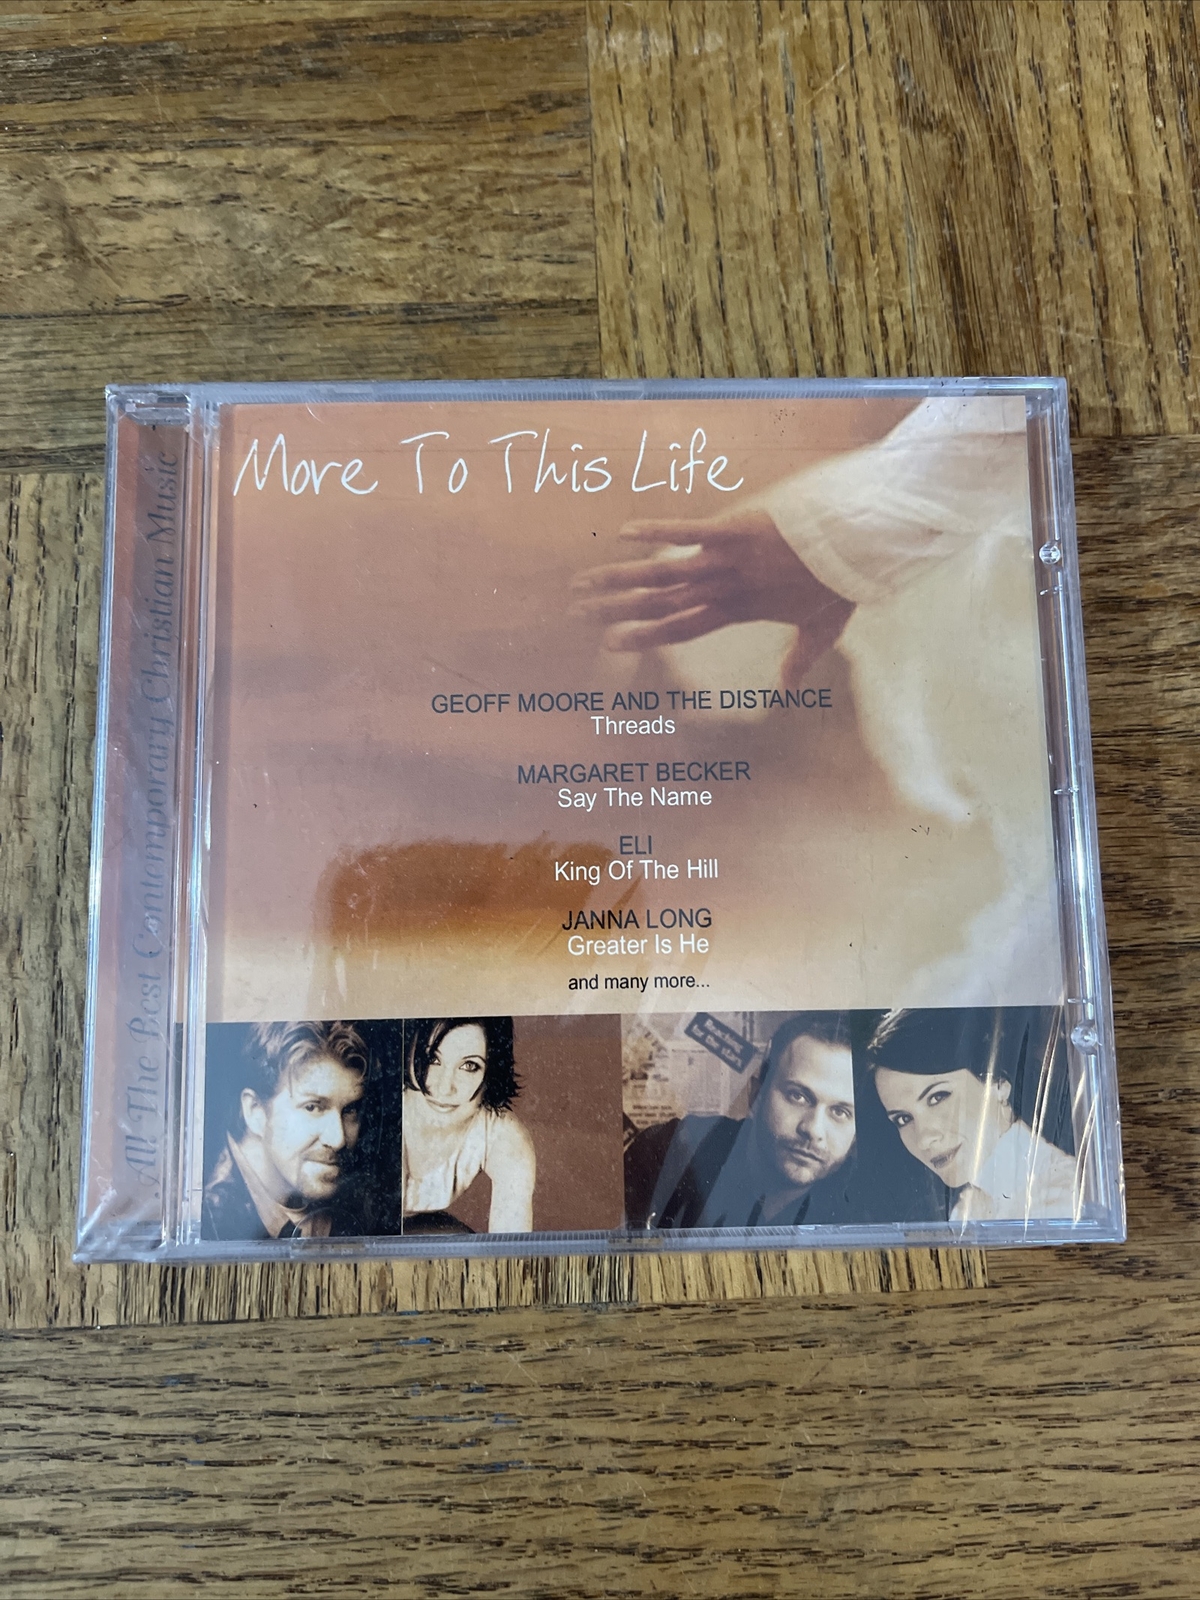 More To This Life
GEOFF MOORE AND THE DISTANCE
Threads
MARGARET BECKER
Say The Name
ELI
King Of The Hill
JANNA LONG
Greater Is He
and many more...
All The Best Contemporary Christian Music